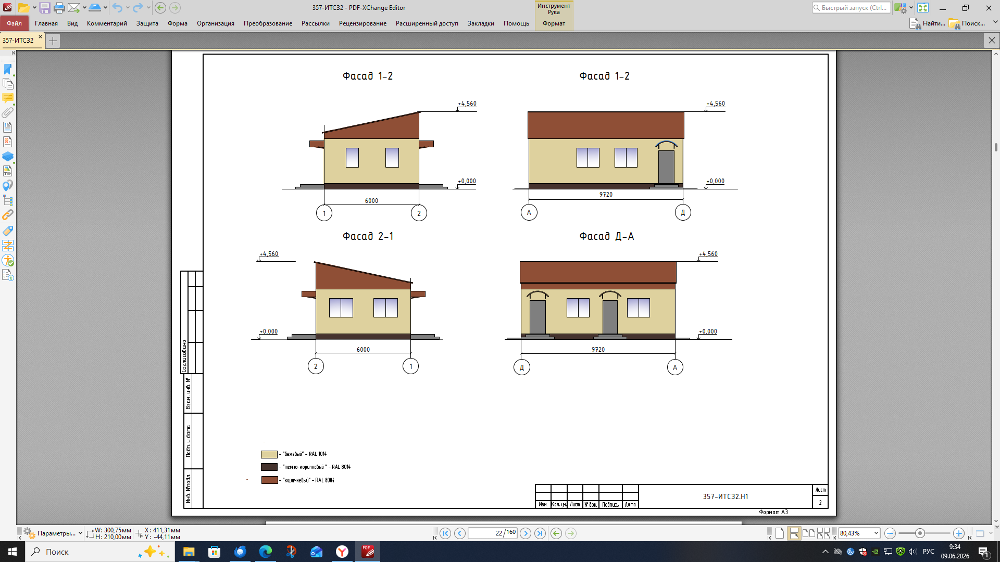 357-ИТС32 - PDF-XChange Editor
Инструмент
Рука
Быстрый запуск (Ctrl...
Файл
Главная
Вид
Комментарий
Защита
Форма
Организация
Преобразование
Рассылки
Рецензирование
Расширенный доступ
Закладки
Помощь
Формат
Найти...
Поиск...
357-ИТС32
Фасад 1-2
Фасад 1-2
+4,560
+4,560
+0,000
+0,000
6000
9720
1
2
А
Д
Фасад 2-1
Фасад Д-А
+4,560
+4,560
+0,000
+0,000
6000
9720
2
1
Д
А
Согласовано
Взам. инв. №
Подп. и дата
Инв. №подл.
- "бежевый" - RAL 1014
- "темно-коричневый " - RAL 8014
- "коричневый" - RAL 8004
Изм.
Кол. уч.
Лист
№ док.
Подпись
Дата
357-ИТС32.Н1
Лист
2
Формат А3
Параметры...
W: 300,75мм
H: 210,00мм
X : 411,31мм
Y : -44,11мм
22/160
80,43%
Поиск
PDF
РУС
9:34
09.06.2026
1